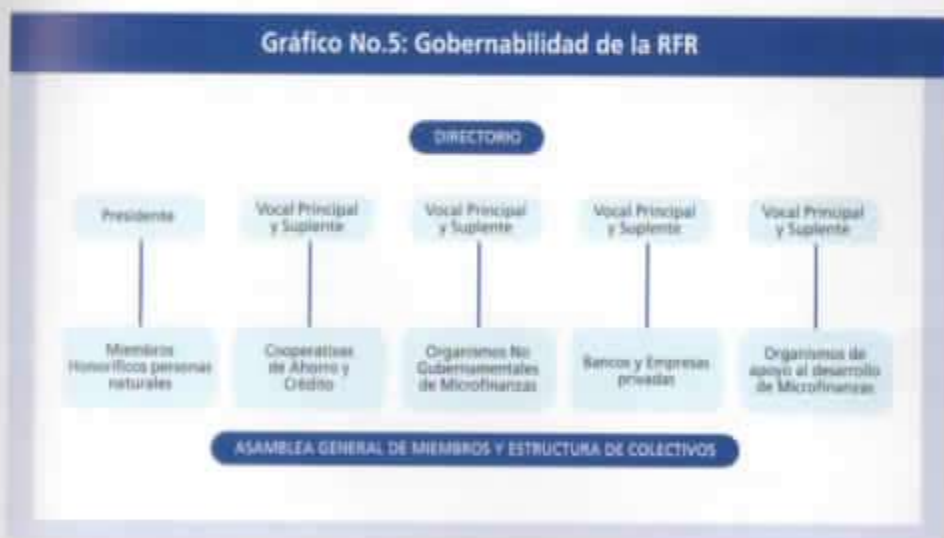 Gráfico No.5: Gobernabilidad de la RFR
DIRECTORIO
Presidente
Vocal Principal
y Suplente
Vocal Principal
y Suplente
Vocal Principal
y Suplente
Vocal Principal
y Suplente
Miembros
Honoríficos personas
naturales
Cooperativas
de Ahorro y
Crédito
Organismos No
Gubernamentales
de Microfinanzas
Bancos y Empresas
privadas
Organismos de
apoyo al desarrollo
de Microfinanzas
ASAMBLEA GENERAL DE MIEMBROS Y ESTRUCTURA DE COLECTIVOS